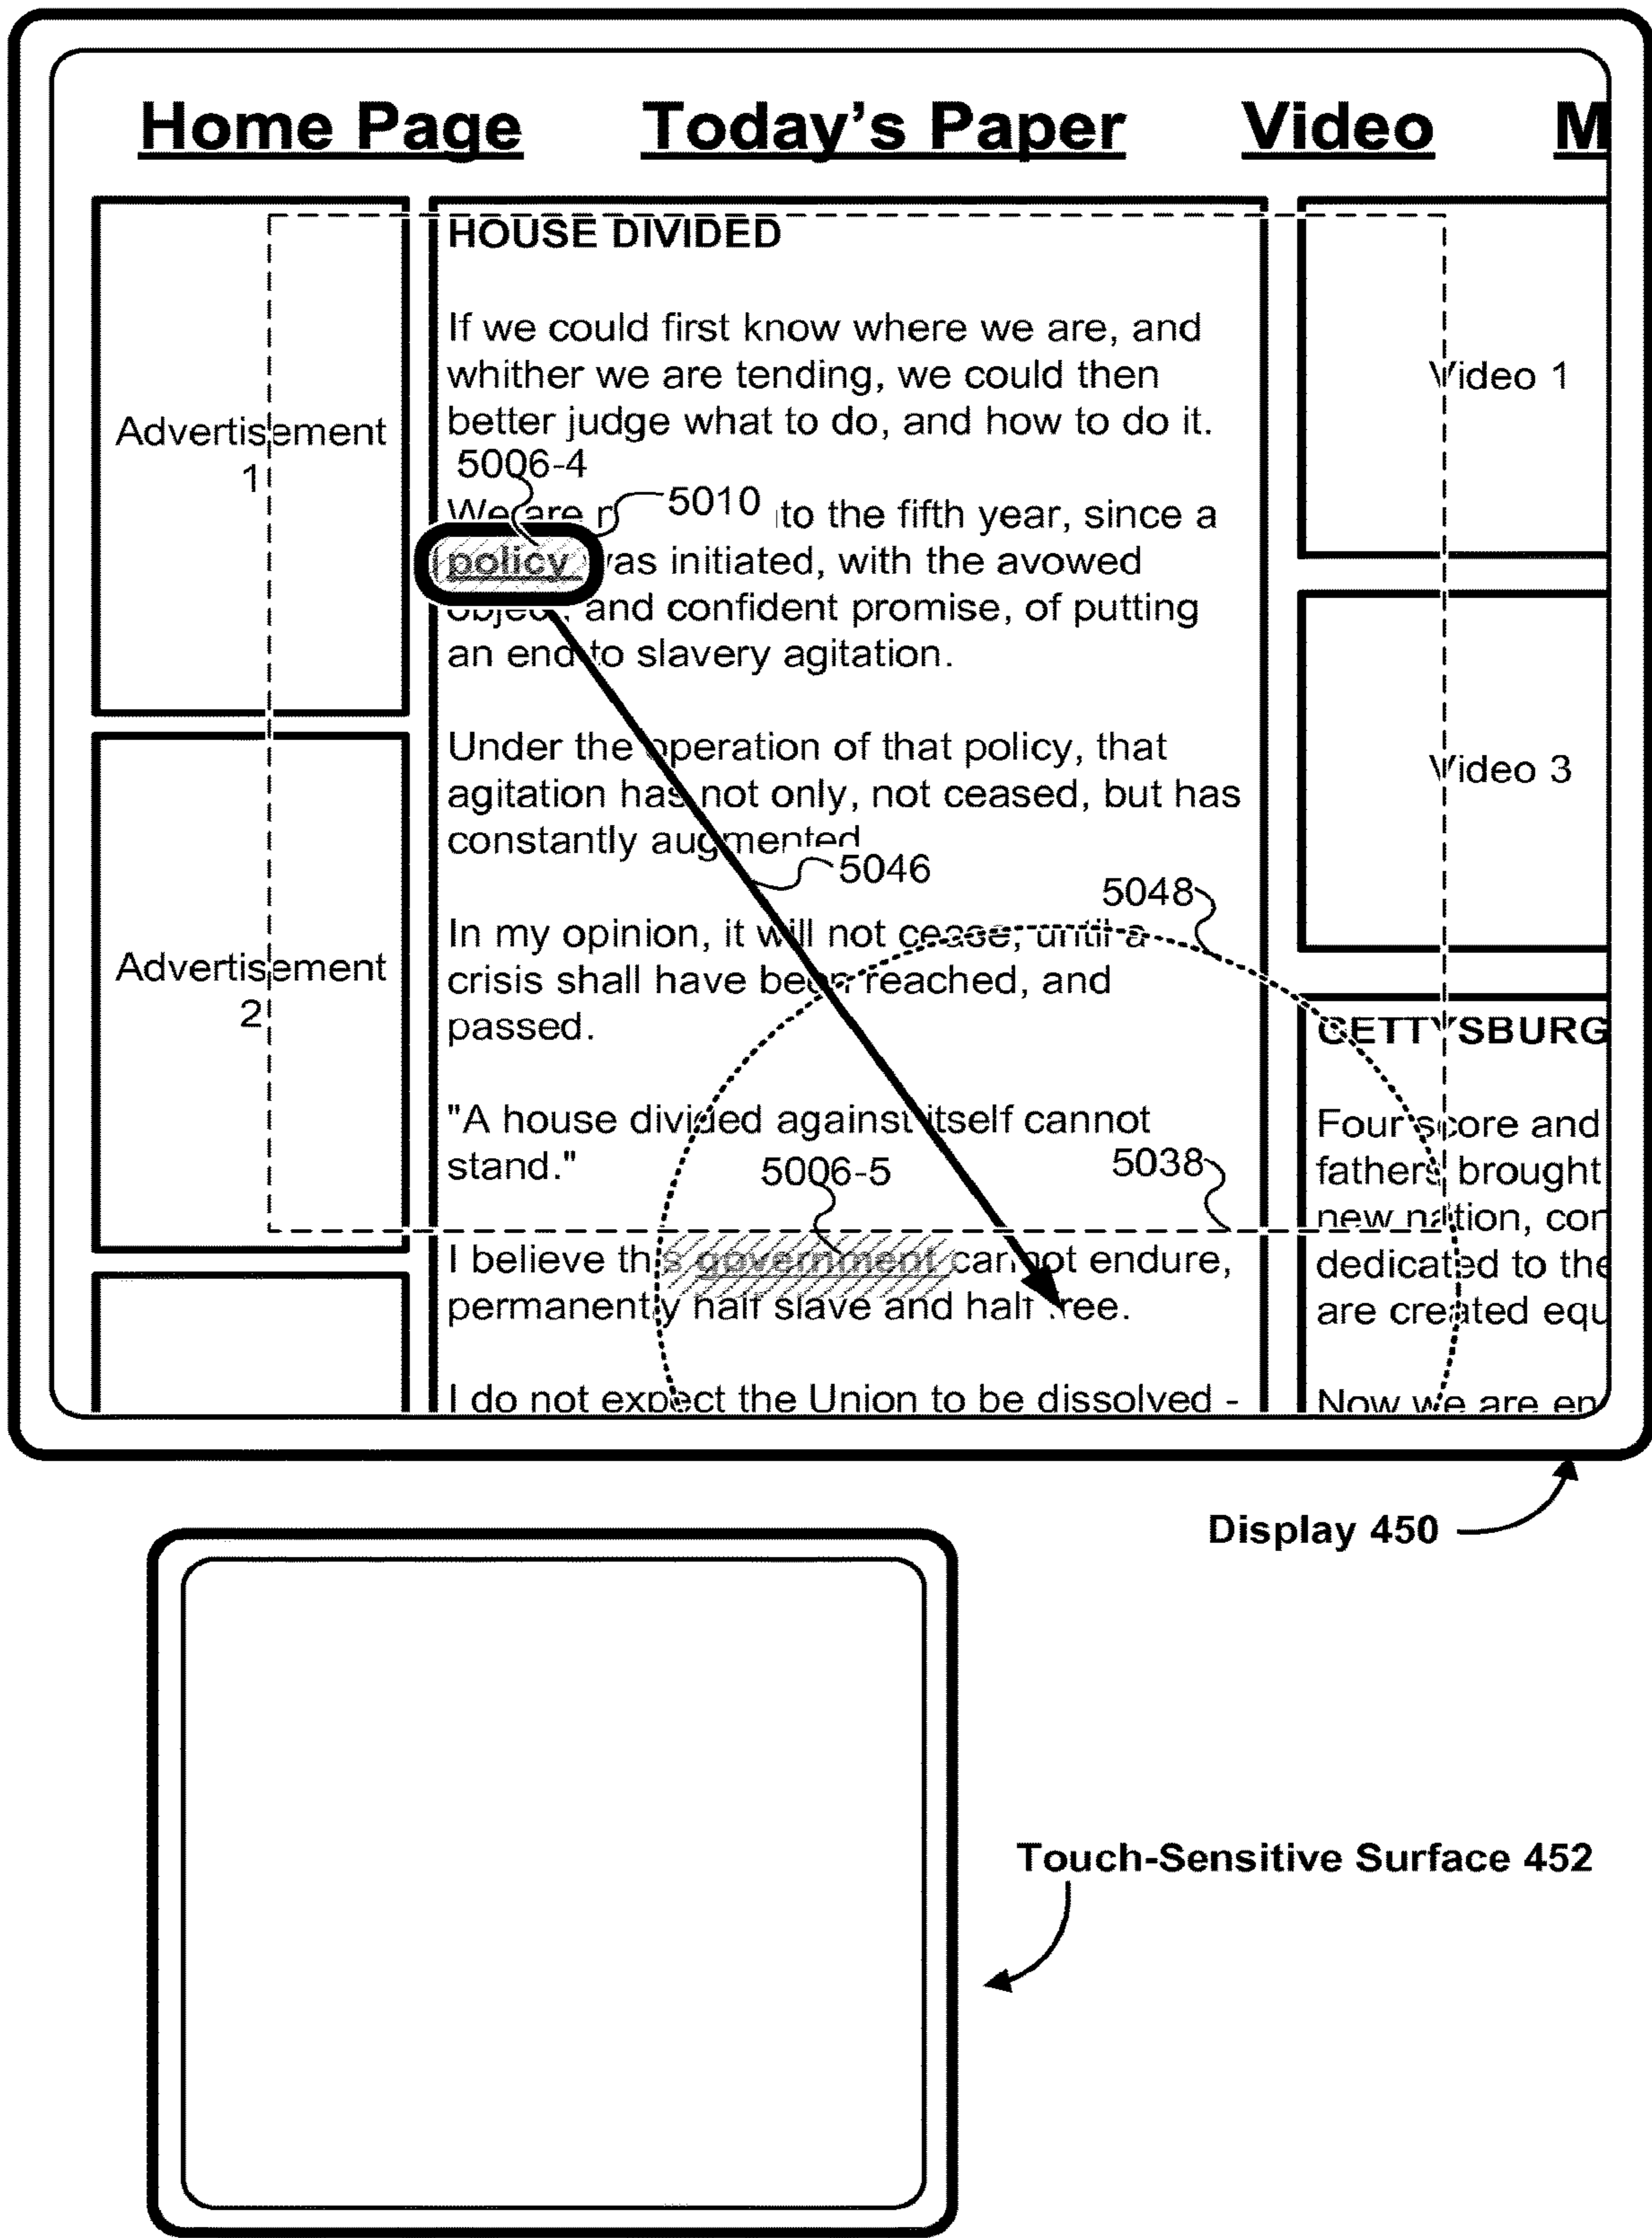 Home Page Today's Paper Video M
Advertisement
1
Advertisement
2
HOUSE DIVIDED
If we could first know where we are, and
whither we are tending, we could then
better judge what to do, and how to do it.
5006-4
We are 5010 to the fifth year, since a
policy was initiated, with the avowed
object, and confident promise, of putting
an end to slavery agitation.
Under the operation of that policy, that
agitation has not only, not ceased, but has
constantly augmented
5046
5048
In my opinion, it will not cease, until a
crisis shall have been reached, and
passed.
"A house divided against itself cannot
stand."
5006-5
5038
I believe this government cannot endure,
permanently half slave and half free.
I do not expect the Union to be dissolved -
Video 1
Video 3
GETTYSBURG
Four score and
fathers brought
new nation, con
dedicated to the
are created equ
Now we are en
Display 450
Touch-Sensitive Surface 452